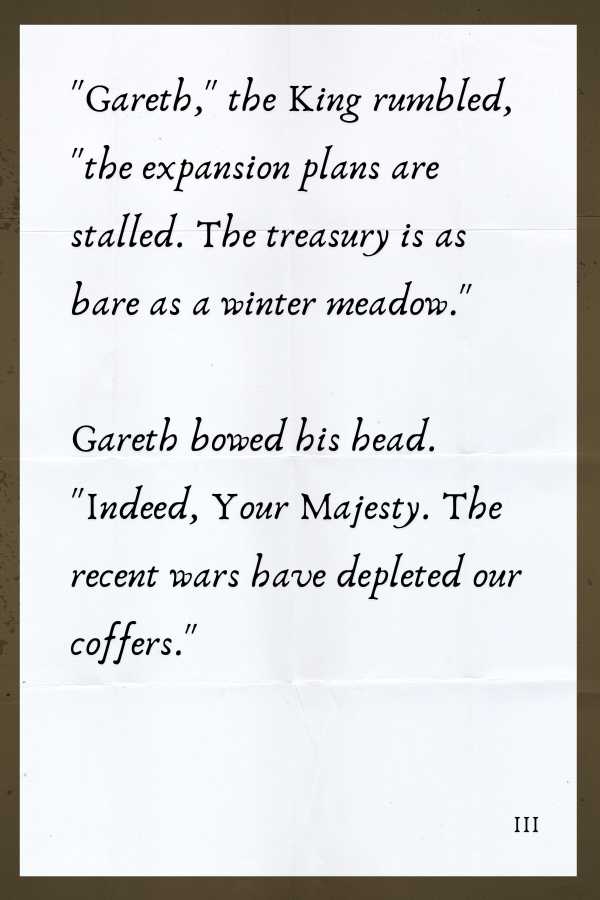 "Gareth," the King rumbled,
"the expansion plans are
stalled. The treasury is as
bare as a winter meadow."
Gareth bowed his head.
"Indeed, Your Majesty. The
recent wars have depleted our
coffers."
III